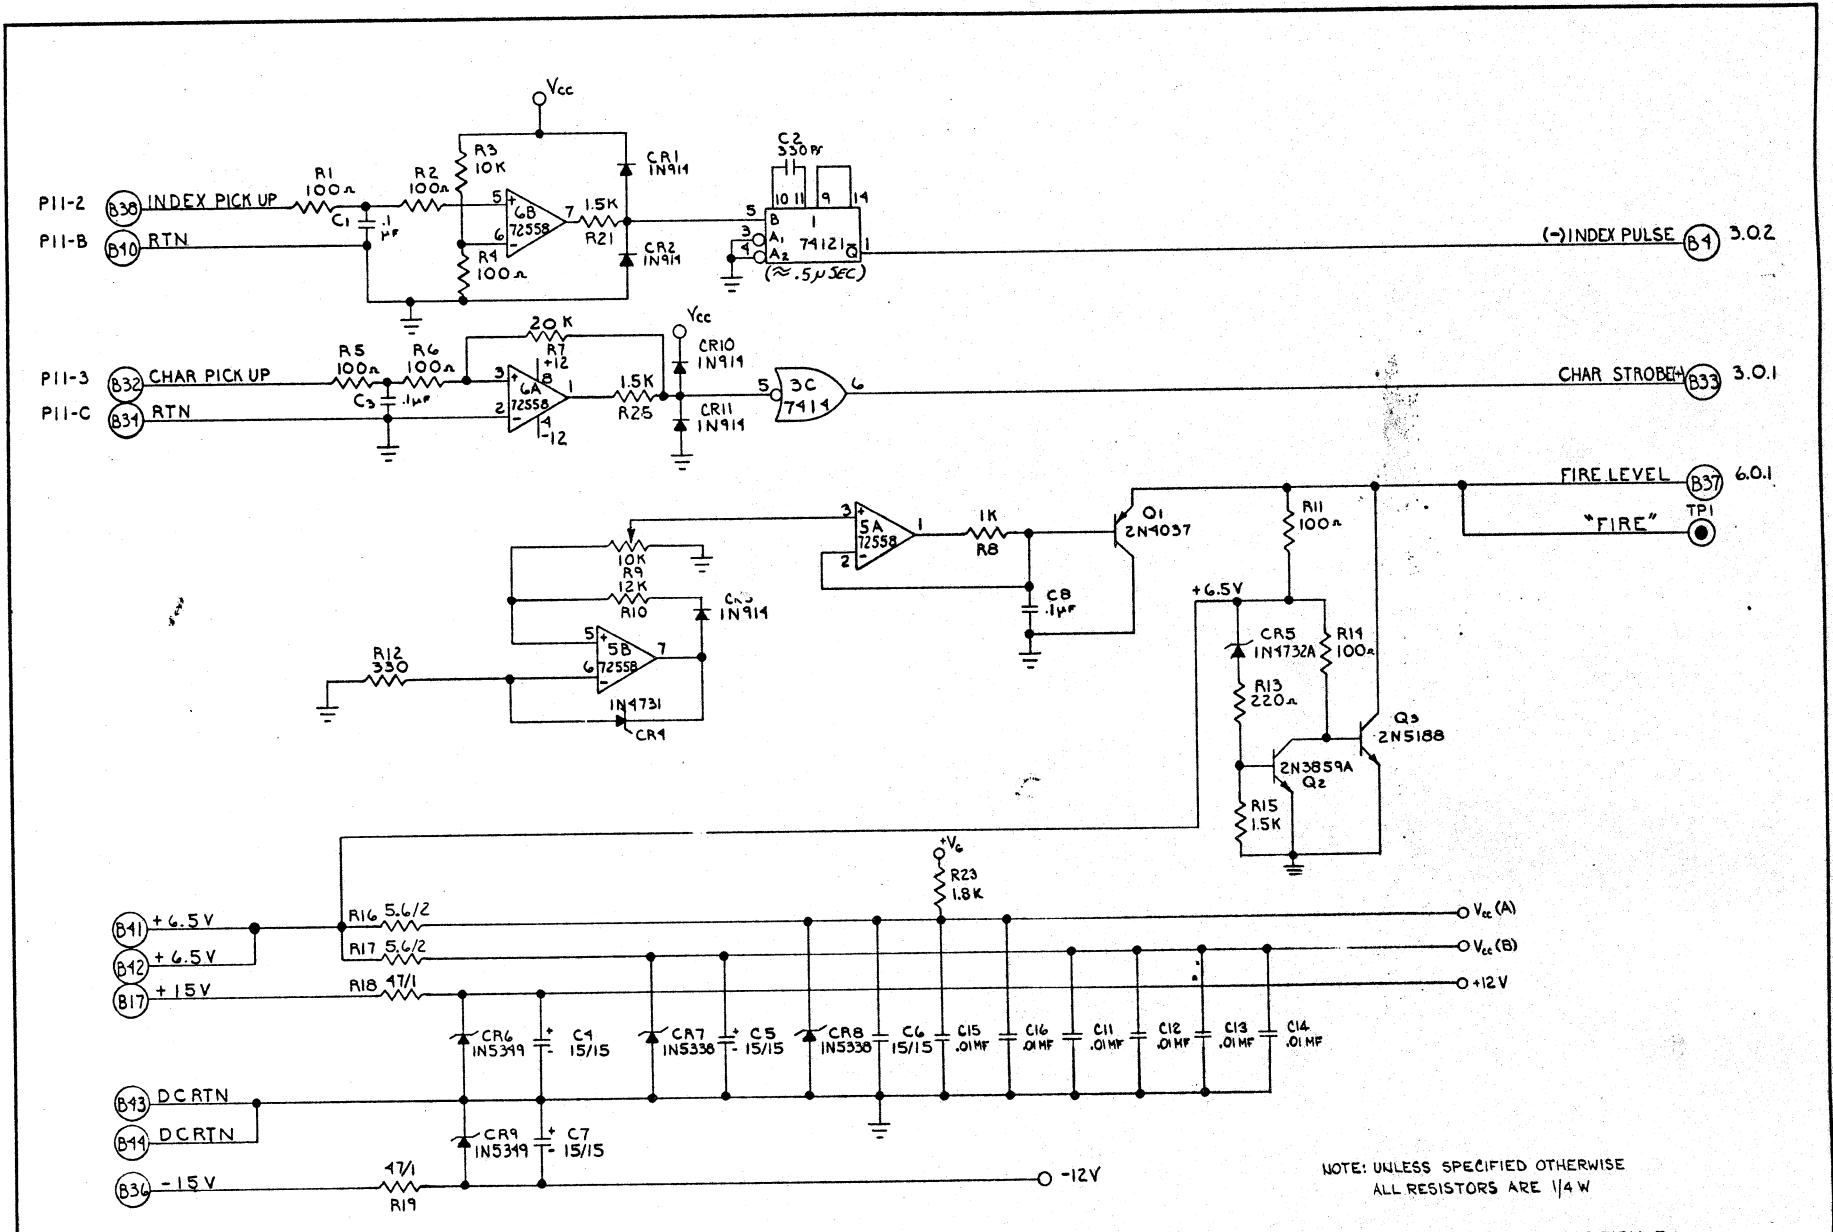 Vcc
C2
330 Pf
R3
10K
CR1
1N914
R1
100Ω
R2
100Ω
10 11 9 14
P11-2 B38 INDEX PICK UP
C1
.1
μF
5 +
6B
72558
6 -
7
1.5K
R21
5 B 1
3 A1 74121 Q̅ 1
4 A2
(≈.5μSEC)
(-)INDEX PULSE B4 3.0.2
P11-B B40 RTN
R4
100Ω
CR2
1N914
20 K
R7
Vcc
CR10
1N914
R5
100Ω
R6
100Ω
P11-3 B32 CHAR PICK UP
C3 .1μF
+12
8
3 +
6A
72558
2 -
1
4
-12
1.5K
R25
CR11
1N914
5 3C 6
7414
CHAR STROBE(+) B33 3.0.1
P11-C B34 RTN
FIRE LEVEL B37 6.0.1
TP1
"FIRE"
3 +
5A
72558
2 -
1
1K
R8
Q1
2N4037
R11
100Ω
10K
R9
12K
R10
1N914
C8
.1μF
+6.5V
CR5
1N4732A
R14
100Ω
5 +
5B
72558
6 -
7
R12
330
1N4731
CR4
R13
220Ω
Q3
2N5188
2N3859A
Q2
R15
1.5K
+V6
R23
1.8K
B41 +6.5V
R16 5.6/2
Vcc (A)
B42 +6.5V
R17 5.6/2
Vcc (B)
B17 +15V
R18 47/1
+12V
CR6
1N5349
+
-
C4
15/15
CR7
1N5338
+
-
C5
15/15
CR8
1N5338
C6
15/15
C15
.01MF
C16
.01MF
C11
.01MF
C12
.01MF
C13
.01MF
C14
.01MF
B43 DC RTN
B44 DC RTN
CR9
1N5349
+
-
C7
15/15
B36 -15V
47/1
R19
-12V
NOTE: UNLESS SPECIFIED OTHERWISE
ALL RESISTORS ARE 1/4 W